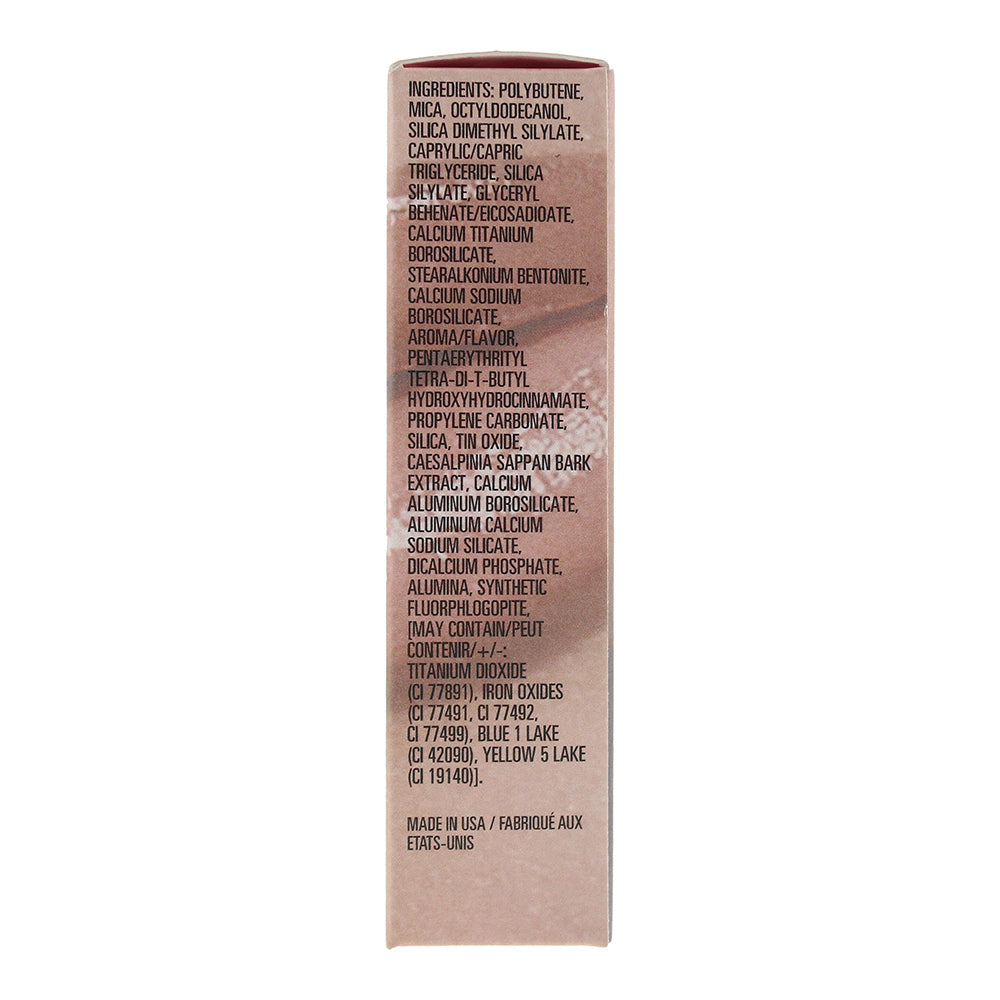 INGREDIENTS: POLYBUTENE,
MICA, OCTYLDODECANOL,
SILICA DIMETHYL SILYLATE,
CAPRYLIC/CAPRIC
TRIGLYCERIDE, SILICA
SILYLATE, GLYCERYL
BEHENATE/EICOSADIOATE,
CALCIUM TITANIUM
BOROSILICATE,
STEARALKONIUM BENTONITE,
CALCIUM SODIUM
BOROSILICATE,
AROMA/FLAVOR,
PENTAERYTHRITYL
TETRA-DI-T-BUTYL
HYDROXYHYDROCINNAMATE,
PROPYLENE CARBONATE,
SILICA, TIN OXIDE,
CAESALPINIA SAPPAN BARK
EXTRACT, CALCIUM
ALUMINUM BOROSILICATE,
ALUMINUM CALCIUM
SODIUM SILICATE,
DICALCIUM PHOSPHATE,
ALUMINA, SYNTHETIC
FLUORPHLOGOPITE,
[MAY CONTAIN/PEUT
CONTENIR/+/-:
TITANIUM DIOXIDE
(CI 77891), IRON OXIDES
(CI 77491, CI 77492,
CI 77499), BLUE 1 LAKE
(CI 42090), YELLOW 5 LAKE
(CI 19140)].
MADE IN USA / FABRIQUÉ AUX
ETATS-UNIS